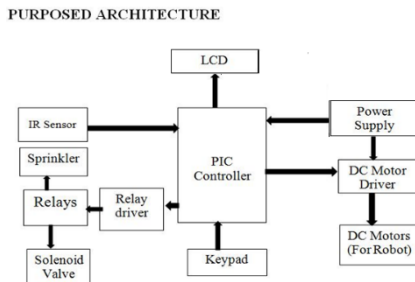 PURPOSED ARCHITECTURE
LCD
IR Sensor
Power
Supply
Sprinkler
PIC
Controller
DC Motor
Driver
Relays
Relay
driver
Solenoid
Valve
Keypad
DC Motors
(For Robot)